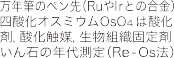 万年筆のペン先(RuやIrとの合金)
四酸化オスミウムOsO₄は酸化
剤, 酸化触媒, 生物組織固定剤
いん石の年代測定(Re-Os法)